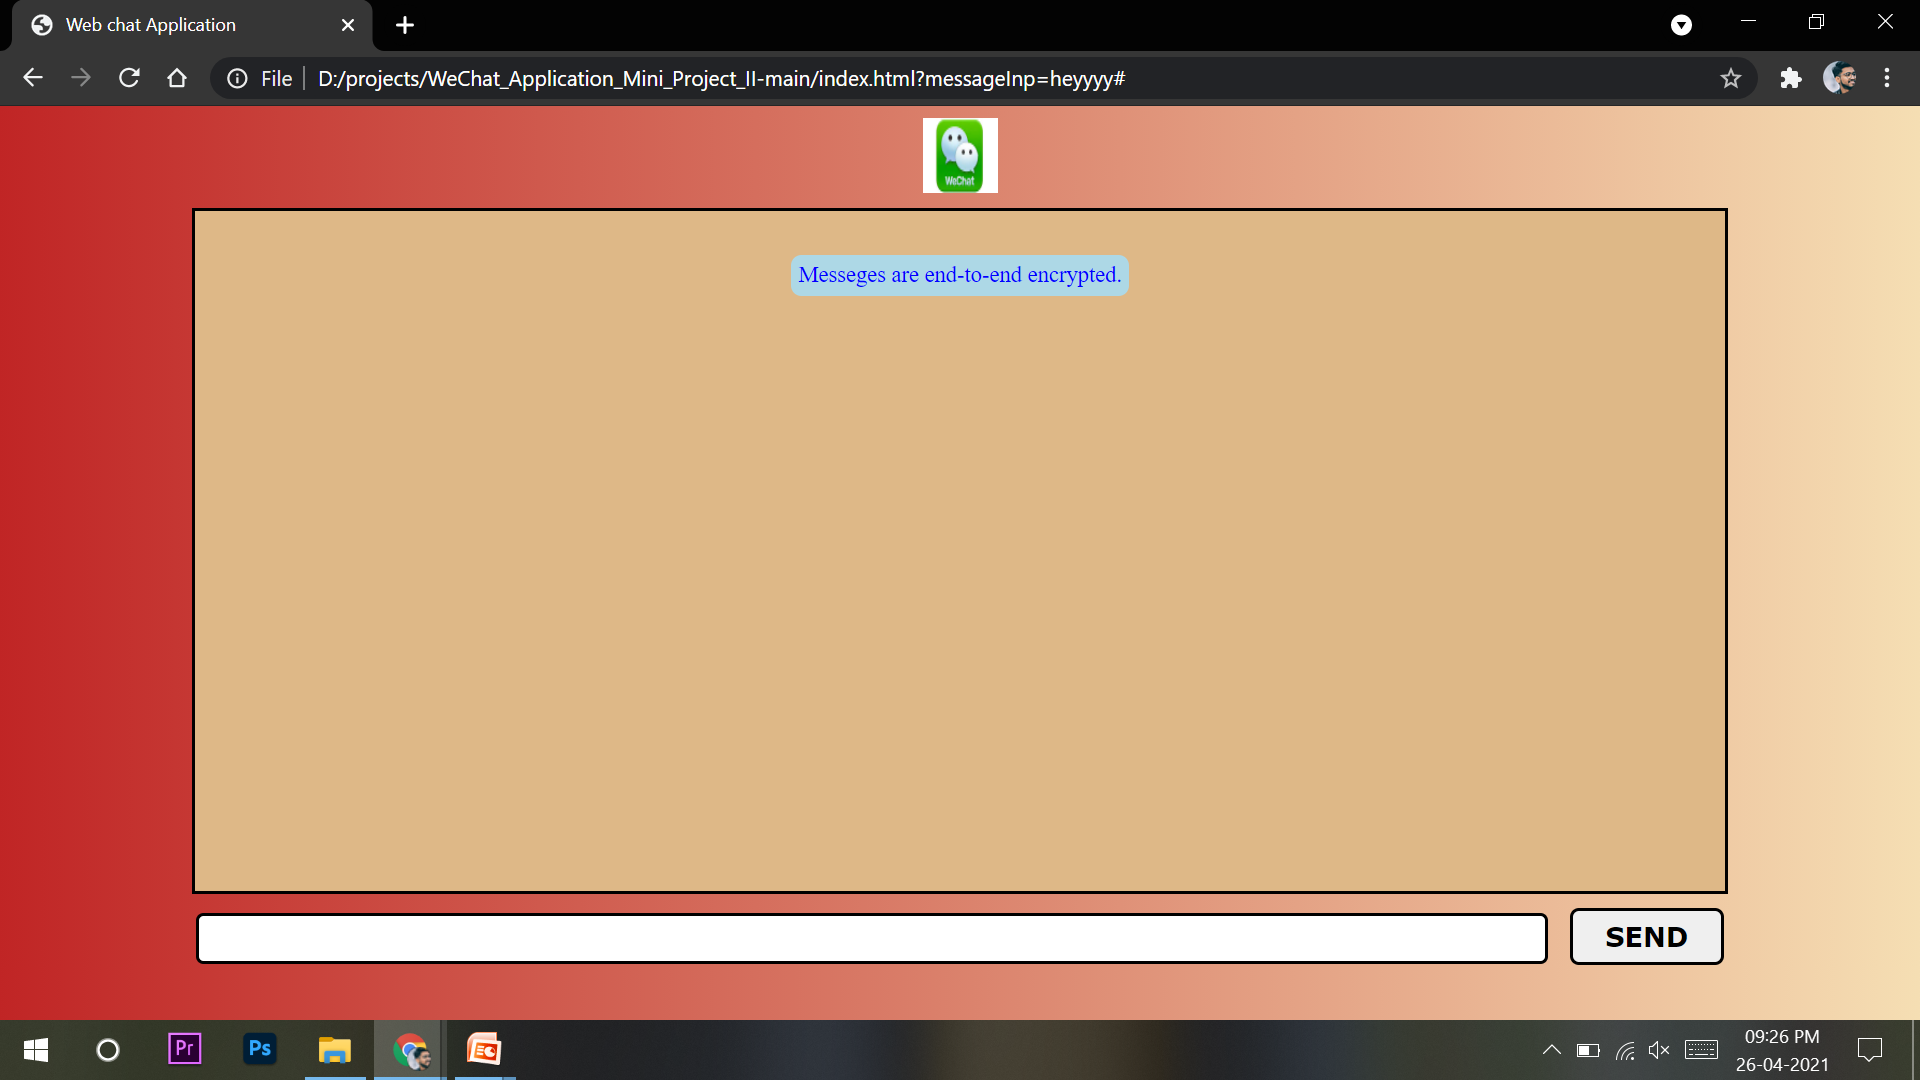 Web chat Application
File
D:/projects/WeChat_Application_Mini_Project_II-main/index.html?messageInp=heyyyy#
WeChat
Messeges are end-to-end encrypted.
SEND
Pr
Ps
09:26 PM
26-04-2021